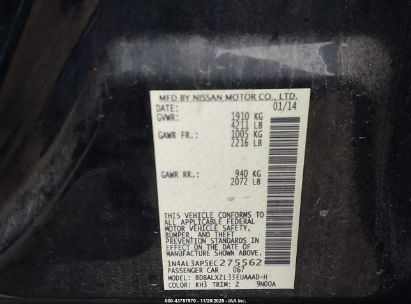 MFD BY NISSAN MOTOR CO., LTD.
DATE: 01/14
GVWR: 1910 KG
4211 LB
GAWR FR: 1005 KG
2216 LB
GAWR RR: 940 KG
2072 LB
THIS VEHICLE CONFORMS TO
ALL APPLICABLE FEDERAL
MOTOR VEHICLE SAFETY,
BUMPER, AND THEFT
PREVENTION STANDARDS
IN EFFECT ON THE DATE OF
MANUFACTURE SHOWN ABOVE.
1N4AL3AP5EC275562
PASSENGER CAR 067
MODEL: BDBALXZL33EUAAAD-H
COLOR: KH3 TRIM: Z 9N00A